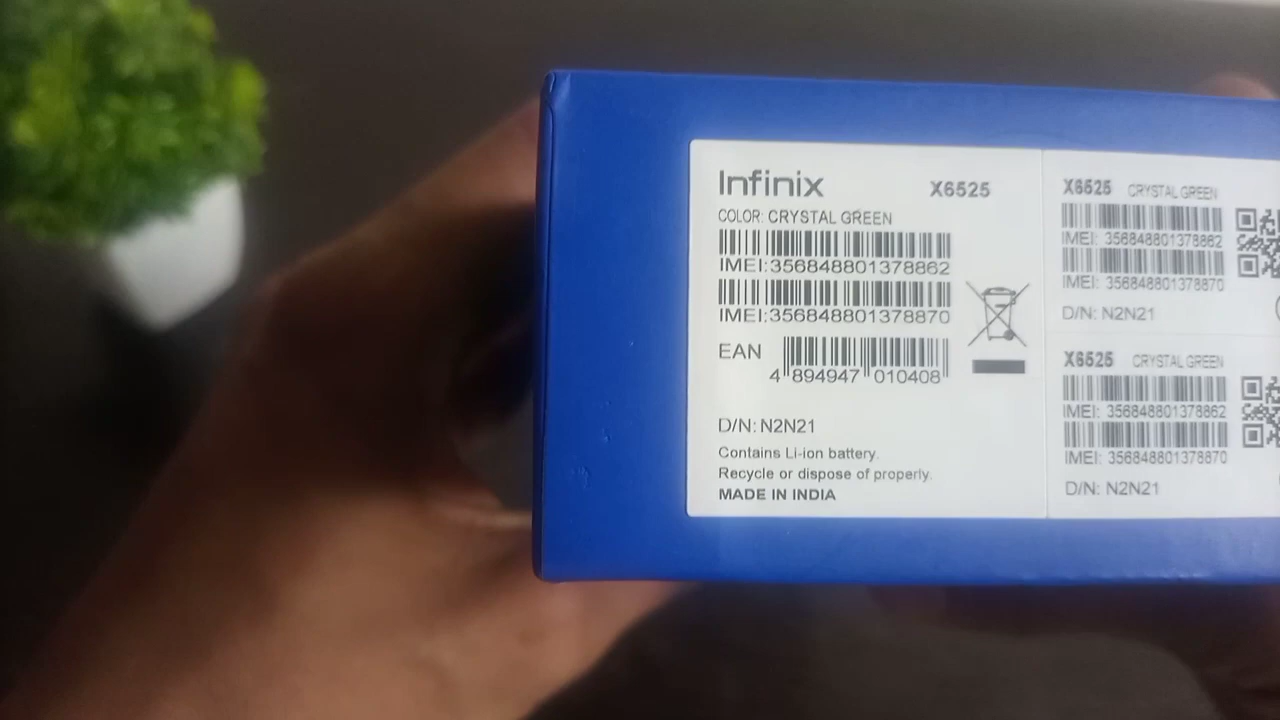 Infinix X6525
COLOR: CRYSTAL GREEN
IMEI:356848801378862
IMEI:356848801378870
EAN
4 894947 010408
D/N: N2N21
Contains Li-ion battery.
Recycle or dispose of properly.
MADE IN INDIA
X6525 CRYSTAL GREEN
IMEI: 356848801378862
IMEI: 356848801378870
D/N: N2N21
X6525 CRYSTAL GREEN
IMEI: 356848801378862
IMEI: 356848801378870
D/N: N2N21